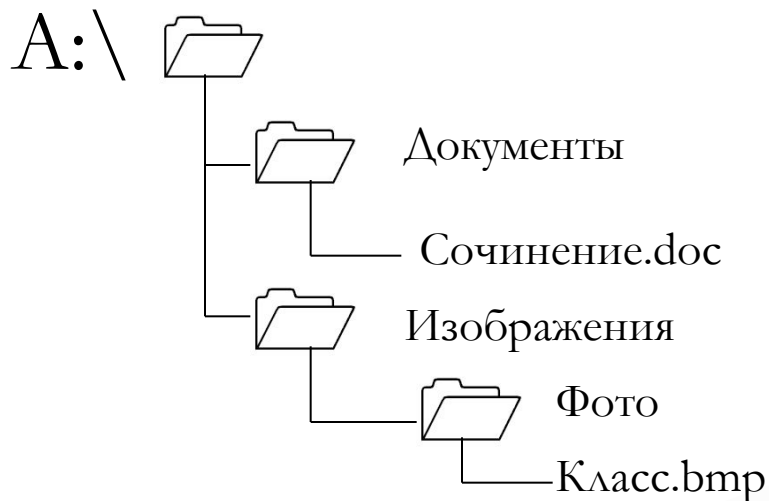 A:\
Документы
Сочинение.doc
Изображения
Фото
Класс.bmp